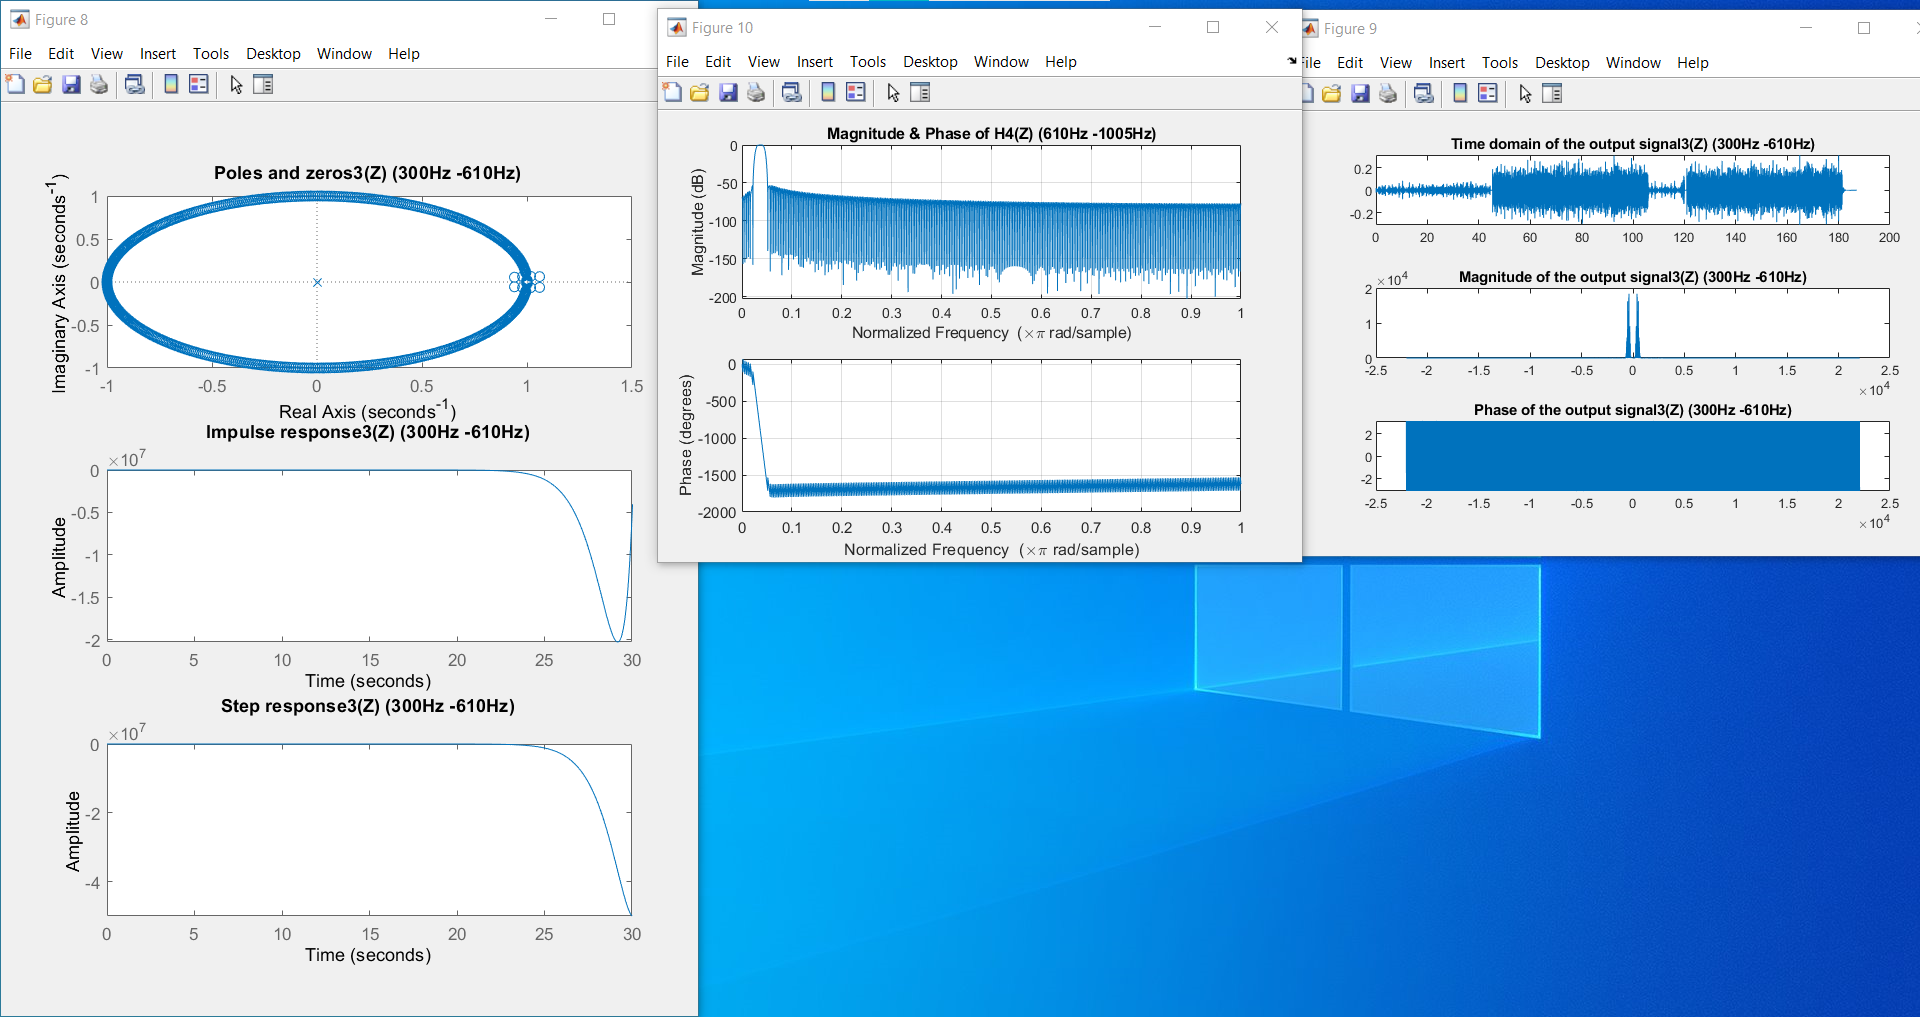 Figure 8
File Edit View Insert Tools Desktop Window Help
Poles and zeros3(Z) (300Hz -610Hz)
Imaginary Axis (seconds-1)
1
0.5
0
-0.5
-1
-1 -0.5 0 0.5 1 1.5
Real Axis (seconds-1)
Impulse response3(Z) (300Hz -610Hz)
×10^7
Amplitude
0
-0.5
-1
-1.5
-2
0 5 10 15 20 25 30
Time (seconds)
Step response3(Z) (300Hz -610Hz)
×10^7
Amplitude
0
-2
-4
0 5 10 15 20 25 30
Time (seconds)
Figure 10
File Edit View Insert Tools Desktop Window Help
Magnitude & Phase of H4(Z) (610Hz -1005Hz)
Magnitude (dB)
0
-50
-100
-150
-200
0 0.1 0.2 0.3 0.4 0.5 0.6 0.7 0.8 0.9 1
Normalized Frequency (×π rad/sample)
Phase (degrees)
0
-500
-1000
-1500
-2000
0 0.1 0.2 0.3 0.4 0.5 0.6 0.7 0.8 0.9 1
Normalized Frequency (×π rad/sample)
Figure 9
ile Edit View Insert Tools Desktop Window Help
Time domain of the output signal3(Z) (300Hz -610Hz)
0.2
0
-0.2
0 20 40 60 80 100 120 140 160 180 200
Magnitude of the output signal3(Z) (300Hz -610Hz)
×10^4
2
1
0
-2.5 -2 -1.5 -1 -0.5 0 0.5 1 1.5 2 2.5
×10^4
Phase of the output signal3(Z) (300Hz -610Hz)
2
0
-2
-2.5 -2 -1.5 -1 -0.5 0 0.5 1 1.5 2 2.5
×10^4